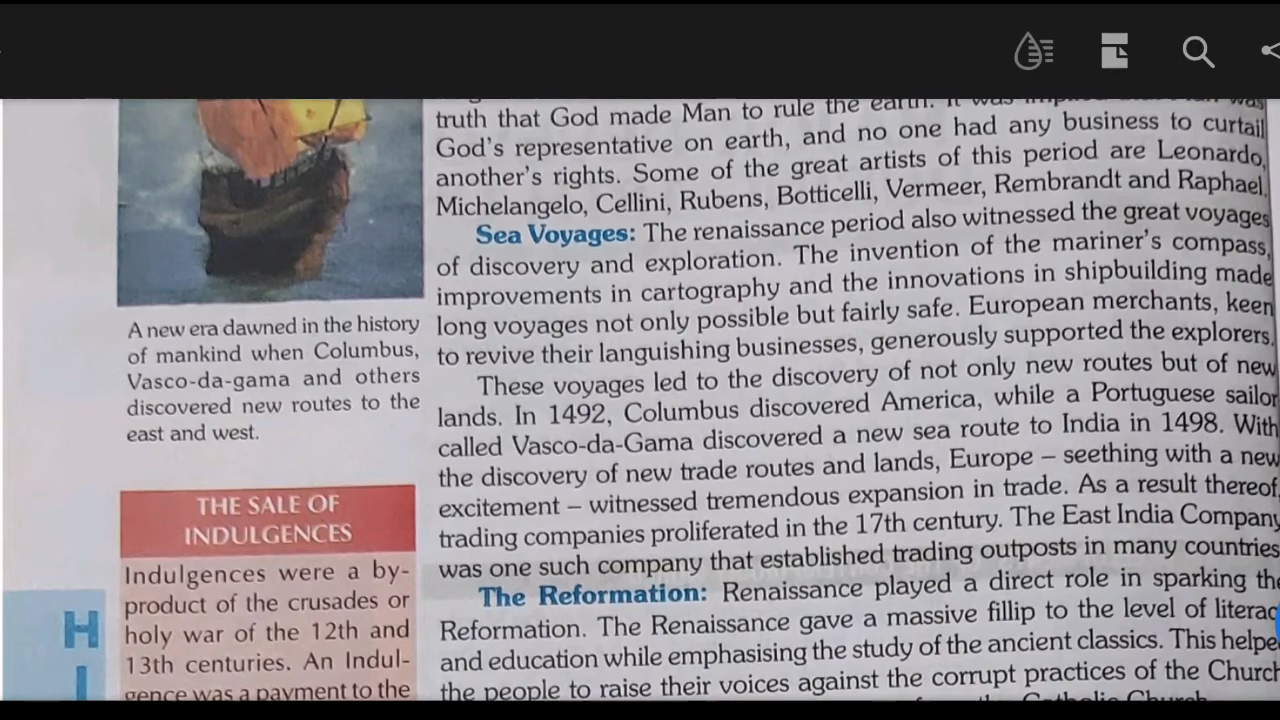 truth that God made Man to rule the earth. It was implied that Man was
God's representative on earth, and no one had any business to curtail
another's rights. Some of the great artists of this period are Leonardo,
Michelangelo, Cellini, Rubens, Botticelli, Vermeer, Rembrandt and Raphael.
Sea Voyages: The renaissance period also witnessed the great voyages
of discovery and exploration. The invention of the mariner's compass,
improvements in cartography and the innovations in shipbuilding made
long voyages not only possible but fairly safe. European merchants, keen
to revive their languishing businesses, generously supported the explorers.
These voyages led to the discovery of not only new routes but of new
lands. In 1492, Columbus discovered America, while a Portuguese sailor
called Vasco-da-Gama discovered a new sea route to India in 1498. With
the discovery of new trade routes and lands, Europe – seething with a new
excitement – witnessed tremendous expansion in trade. As a result thereof,
trading companies proliferated in the 17th century. The East India Company
was one such company that established trading outposts in many countries
The Reformation: Renaissance played a direct role in sparking the
Reformation. The Renaissance gave a massive fillip to the level of literac
and education while emphasising the study of the ancient classics. This helpe
the people to raise their voices against the corrupt practices of the Church
the Catholic Church
A new era dawned in the history
of mankind when Columbus,
Vasco-da-gama and others
discovered new routes to the
east and west.
THE SALE OF
INDULGENCES
Indulgences were a by-
product of the crusades or
holy war of the 12th and
13th centuries. An Indul-
gence was a payment to the
H
I